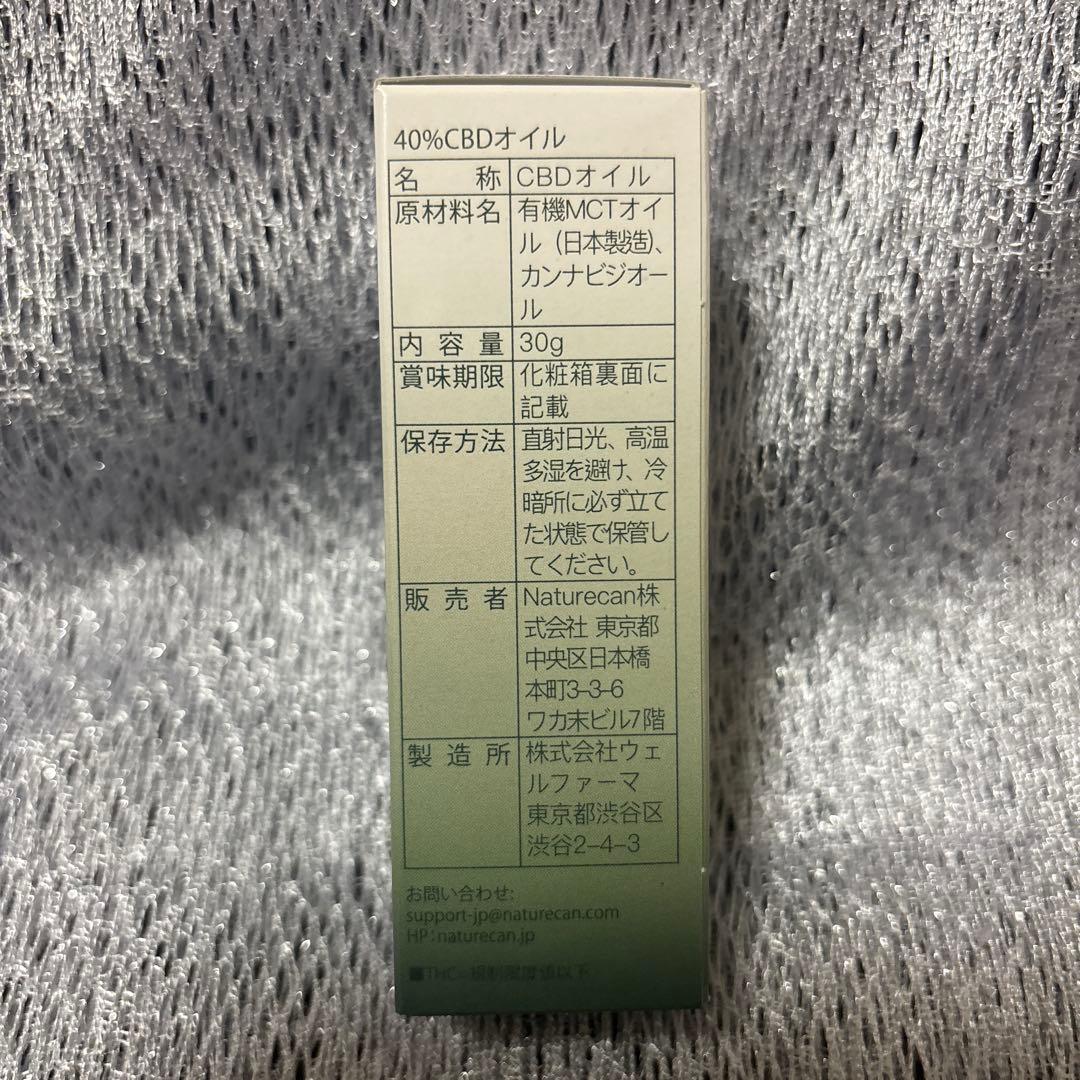 40%CBDオイル
名称 CBDオイル
原材料名 有機MCTオイ
ル（日本製造)、
カンナビジオー
ル
内容量 30g
賞味期限 化粧箱裏面に
記載
保存方法 直射日光、高温
多湿を避け、冷
暗所に必ず立て
た状態で保管し
てください。
販売者 Naturecan株
式会社 東京都
中央区日本橋
本町3-3-6
ワカ末ビル7階
製造所 株式会社ウェ
ルファーマ
東京都渋谷区
渋谷2-4-3
お問い合わせ:
support-jp@naturecan.com
HP:naturecan.jp
■THC：規制限度値以下